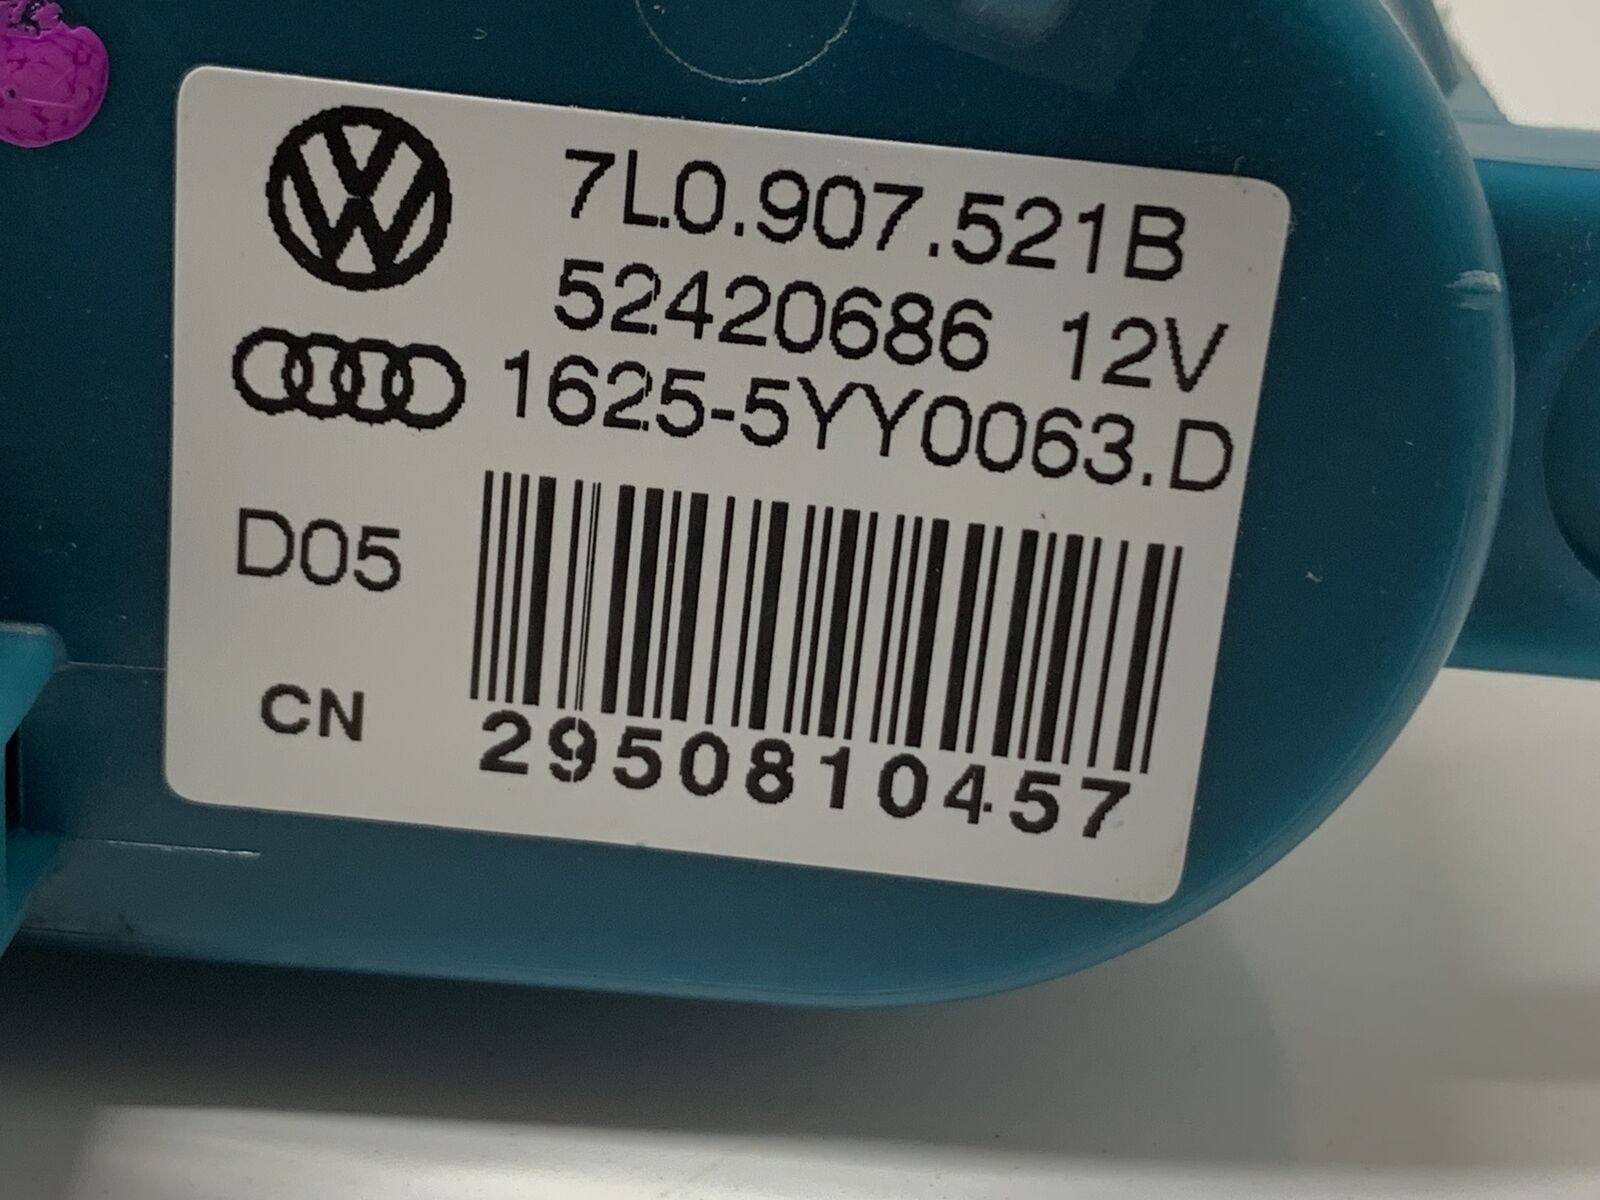 7L0.907.521B
52420686 12V
1625-5YY0063.D
D05
CN
2950810457